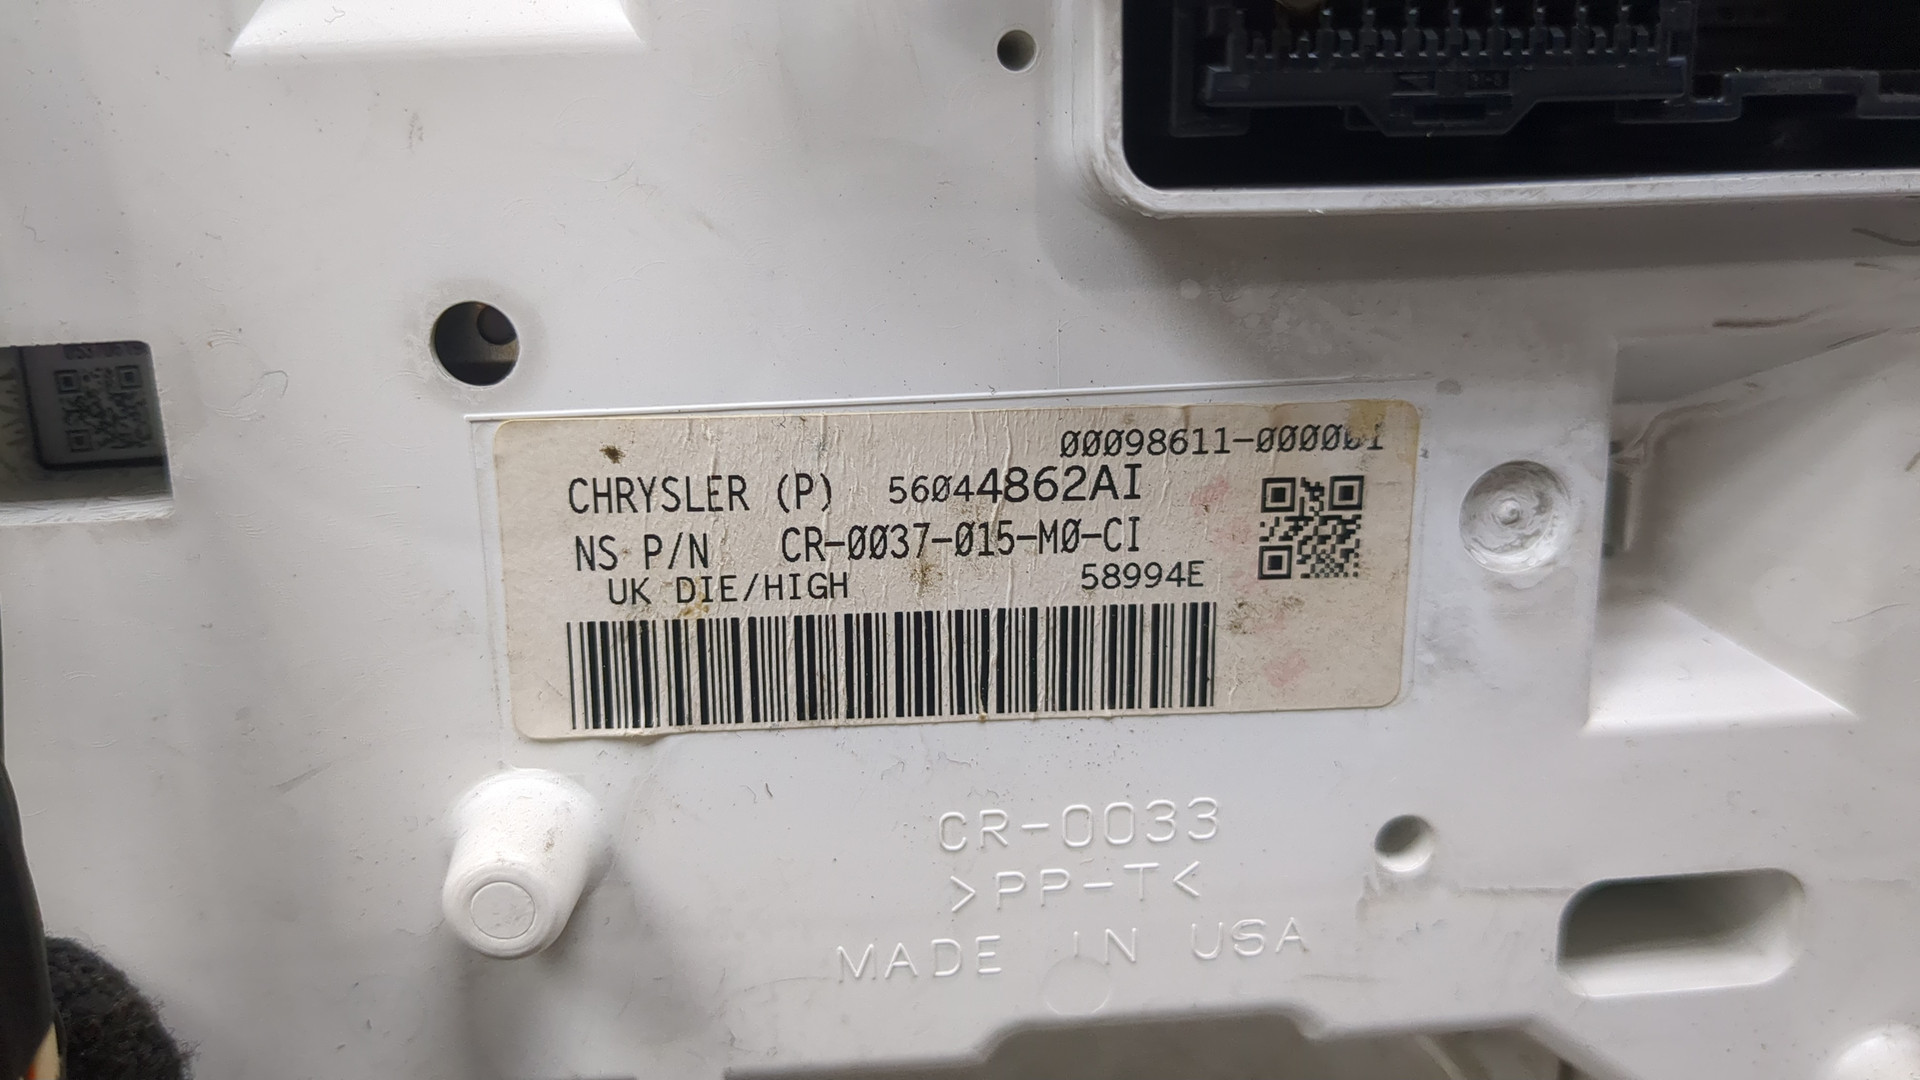 00098611-000001
CHRYSLER (P) 56044862AI
NS P/N CR-0037-015-M0-CI
UK DIE/HIGH 58994E
CR-0033
>PP-T<
MADE IN USA